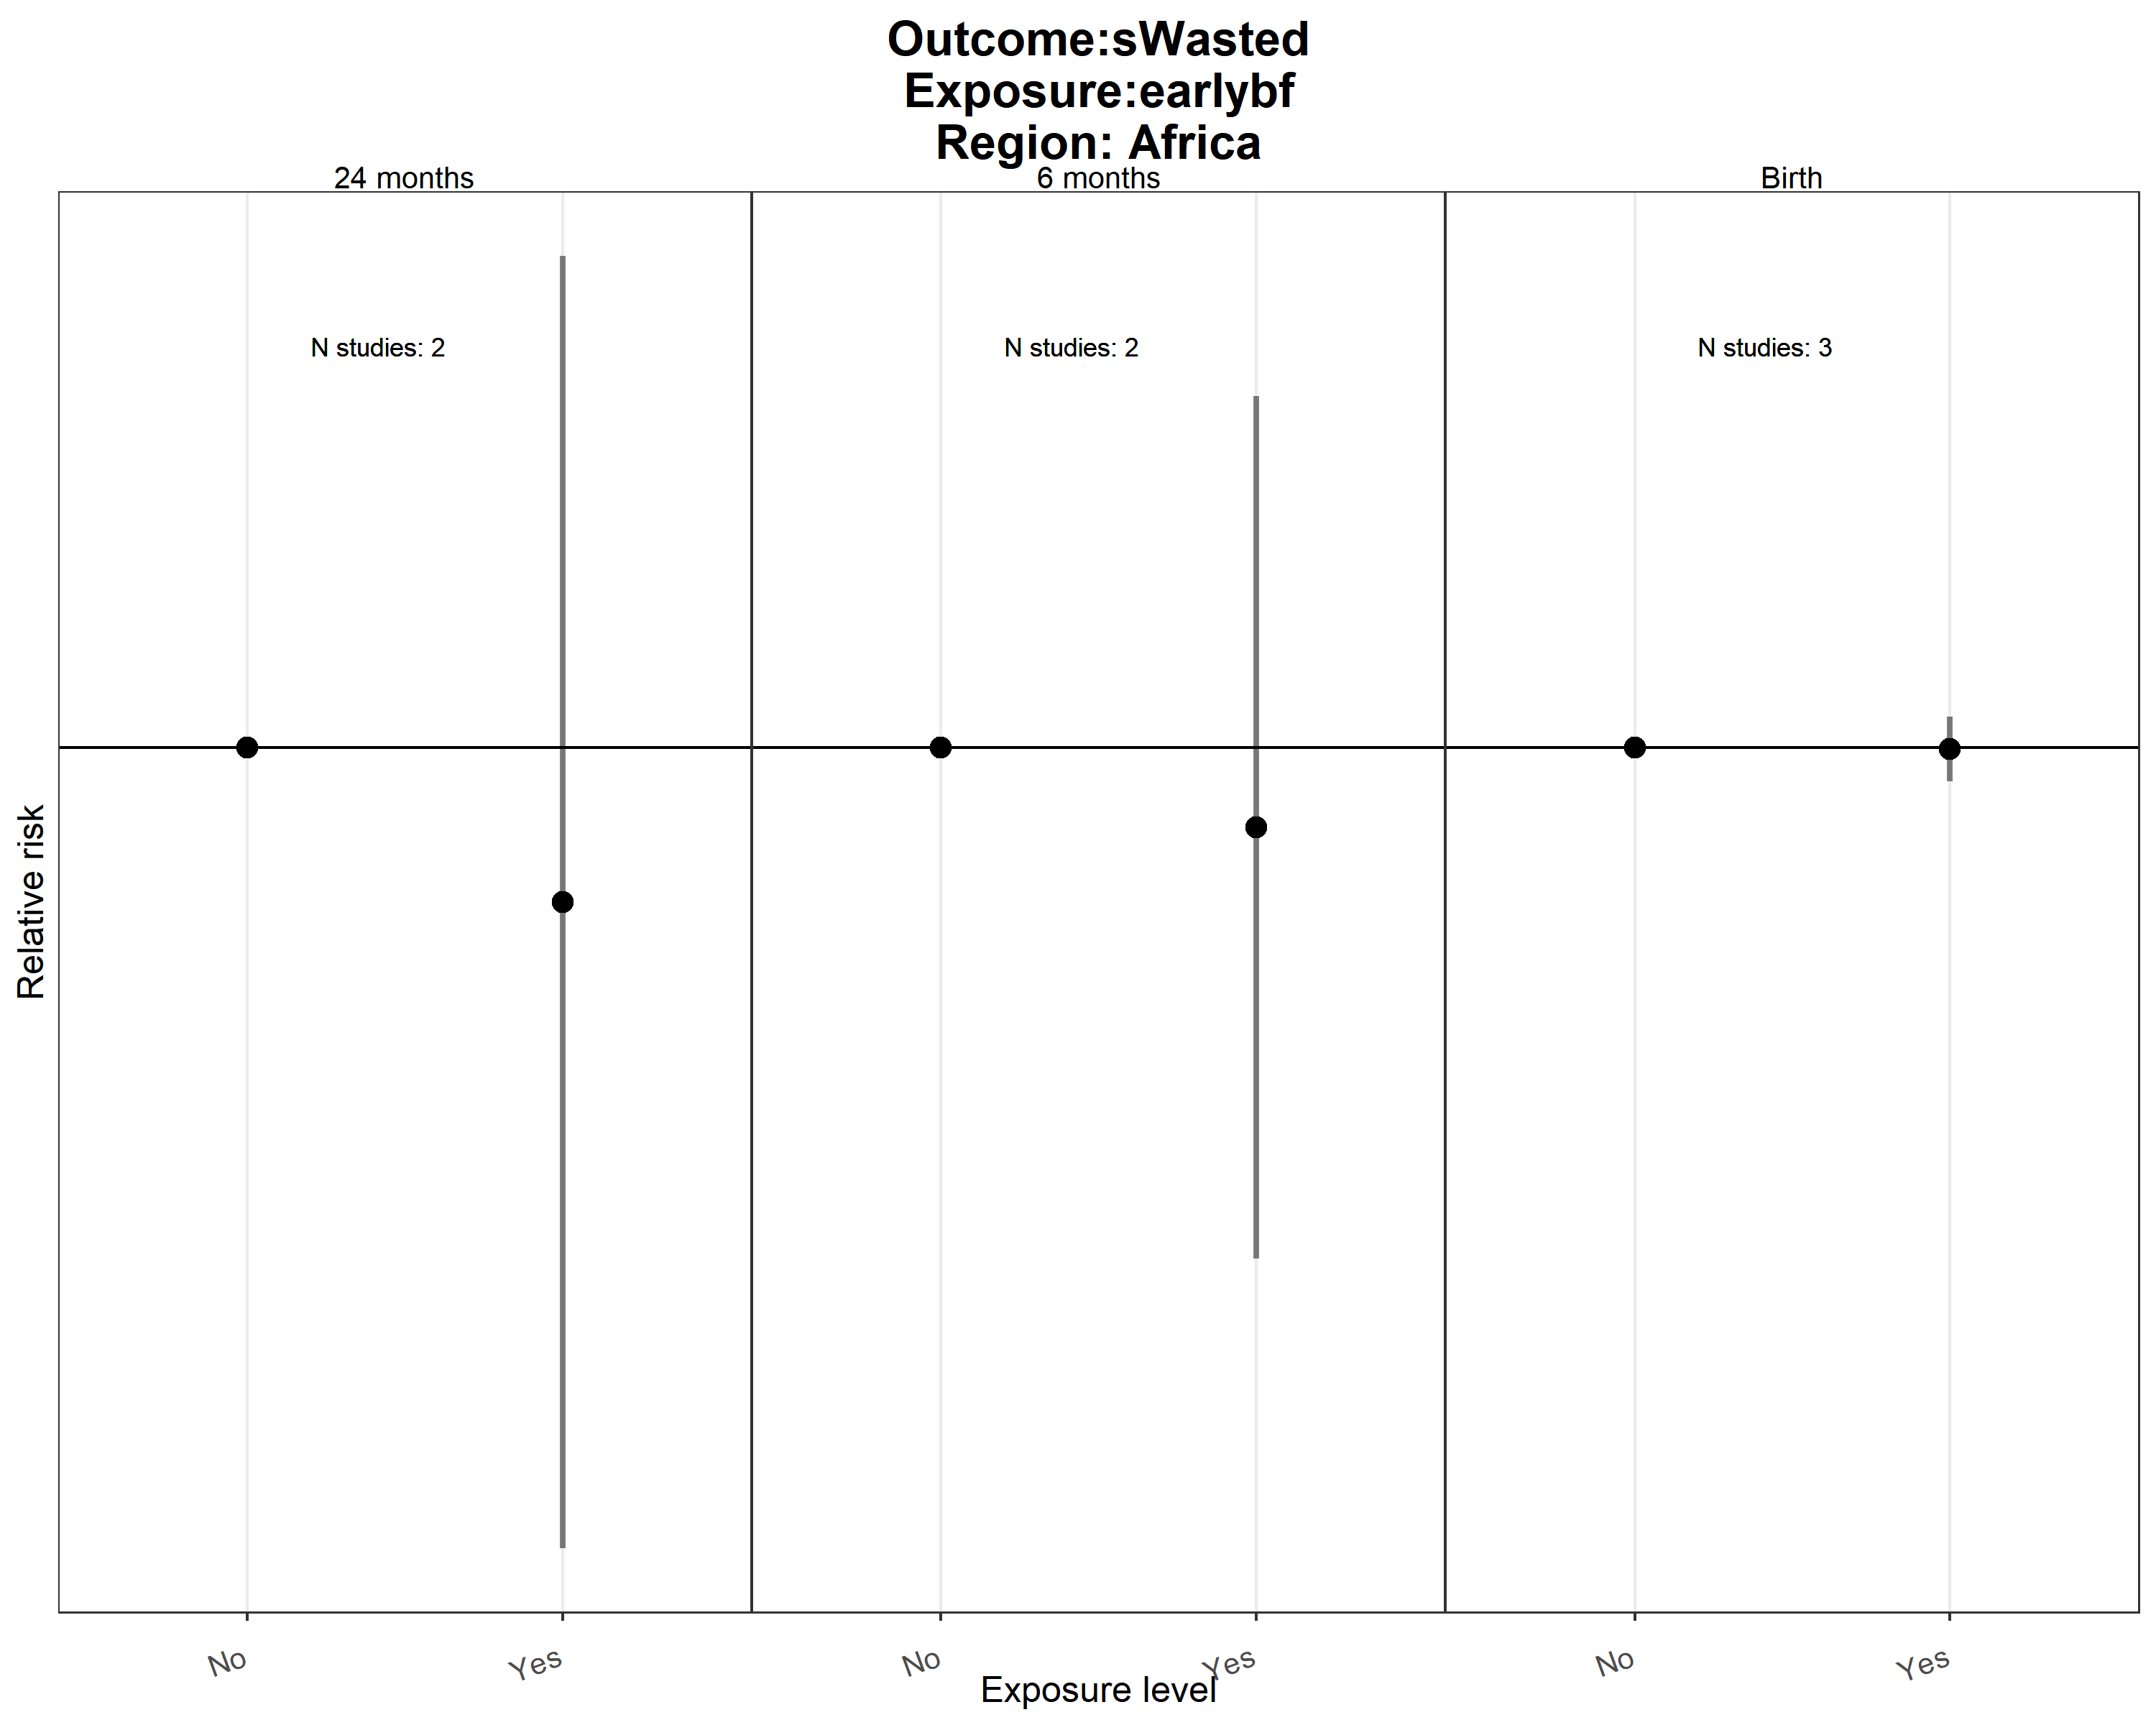 Outcome:sWasted
Exposure:earlybf
Region: Africa
24 months
6 months
Birth
N studies: 2
N studies: 2
N studies: 3
Relative risk
No
Yes
No
Yes
No
Yes
Exposure level